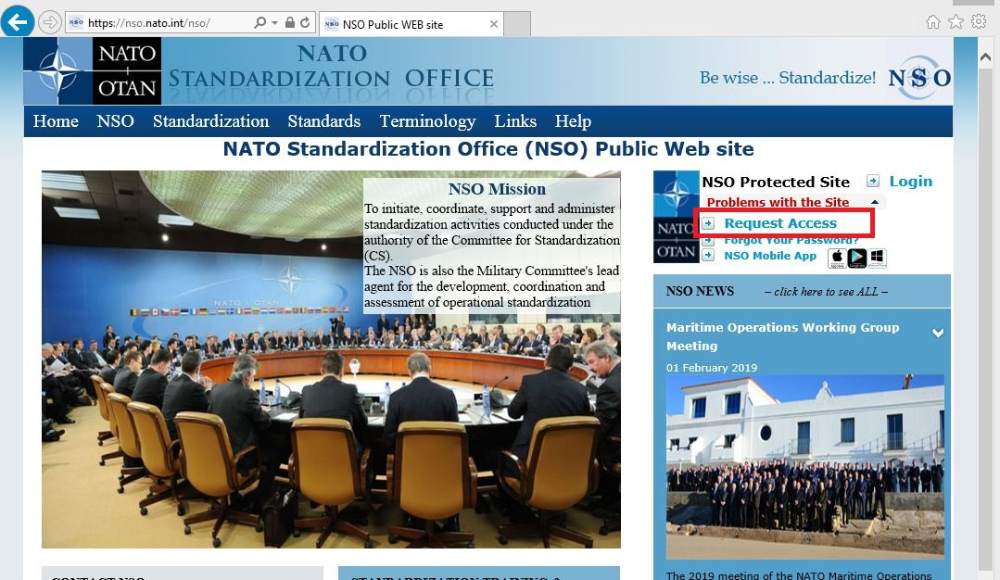 https://nso.nato.int/nso/
NSO Public WEB site
NATO
OTAN
NATO
STANDARDIZATION OFFICE
Be wise ... Standardize!
NSO
Home NSO Standardization Standards Terminology Links Help
NATO Standardization Office (NSO) Public Web site
NSO Mission
To initiate, coordinate, support and administer
standardization activities conducted under the
authority of the Committee for Standardization
(CS).
The NSO is also the Military Committee's lead
agent for the development, coordination and
assessment of operational standardization
NATO OTAN
NATO
OTAN
NSO Protected Site Login
Problems with the Site
Request Access
Forgot Your Password?
NSO Mobile App
NSO NEWS – click here to see ALL –
Maritime Operations Working Group
Meeting
01 February 2019
The 2019 meeting of the NATO Maritime Operations
CONTACT NSO
STANDARDIZATION TRAINING &